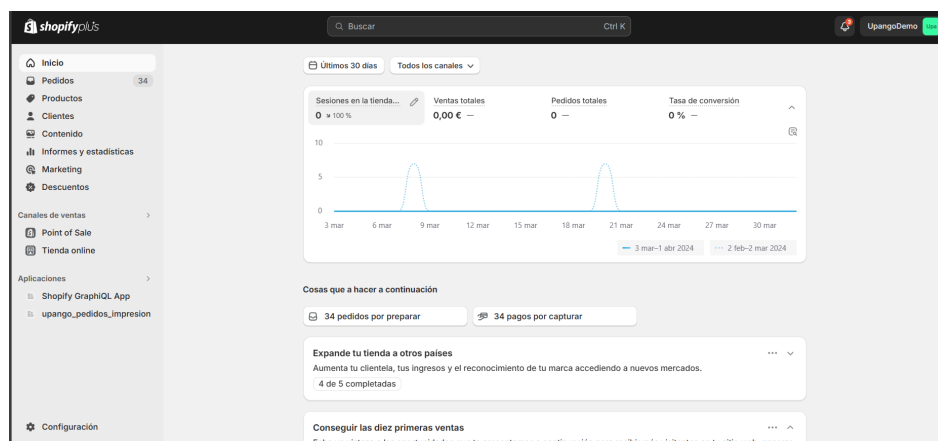 shopifyplus
Buscar
Ctrl K
UpangoDemo
Upa
Inicio
Pedidos 34
Productos
Clientes
Contenido
Informes y estadísticas
Marketing
Descuentos
Canales de ventas
Point of Sale
Tienda online
Aplicaciones
Shopify GraphiQL App
upango_pedidos_impresion
Configuración
Últimos 30 días
Todos los canales
Sesiones en la tienda...
0 100 %
Ventas totales
0,00 € —
Pedidos totales
0 —
Tasa de conversión
0 % —
10
5
0
3 mar 6 mar 9 mar 12 mar 15 mar 18 mar 21 mar 24 mar 27 mar 30 mar
3 mar–1 abr 2024
2 feb–2 mar 2024
Cosas que a hacer a continuación
34 pedidos por preparar
34 pagos por capturar
Expande tu tienda a otros países
Aumenta tu clientela, tus ingresos y el reconocimiento de tu marca accediendo a nuevos mercados.
4 de 5 completadas
Conseguir las diez primeras ventas